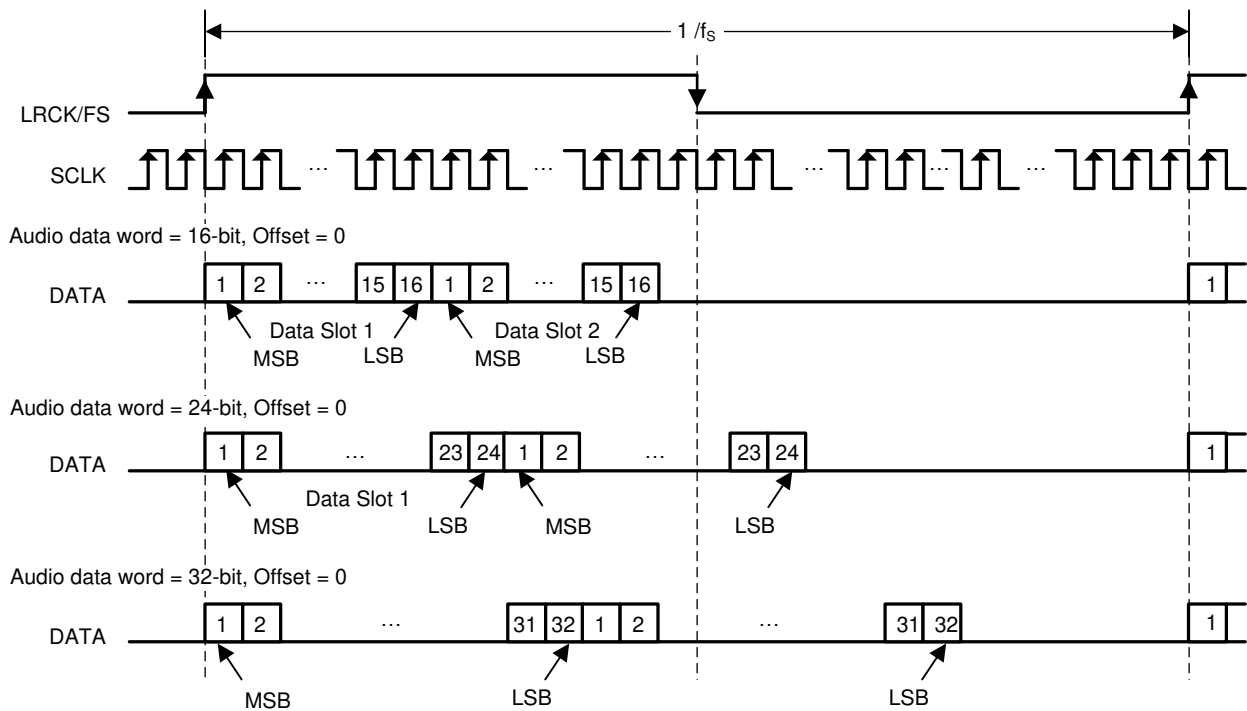 1 /fS
LRCK/FS
SCLK … … … … …
Audio data word = 16-bit, Offset = 0
DATA 1 2 … 15 16 1 2 … 15 16 1
Data Slot 1 Data Slot 2
MSB LSB MSB LSB
Audio data word = 24-bit, Offset = 0
DATA 1 2 … 23 24 1 2 … 23 24 1
Data Slot 1
MSB LSB MSB LSB
Audio data word = 32-bit, Offset = 0
DATA 1 2 … 31 32 1 2 … 31 32 1
MSB LSB LSB